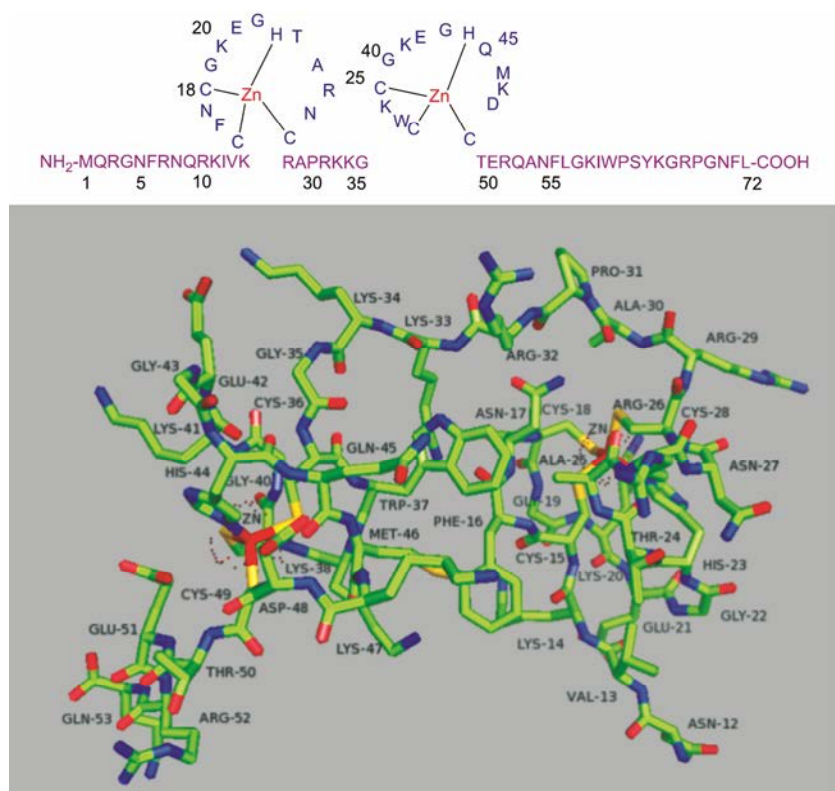 20 K E G H T 40 G K E G H Q 45
G A M
18 C Zn R 25 C Zn K
N N K D
F W
C C C C
NH2-MQRGNFRNQRKIVK RAPRKKG TERQANFLGKIWPSYKGRPGNFL-COOH
1 5 10 30 35 50 55 72
PRO-31
LYS-34
ALA-30
LYS-33
ARG-29
GLY-35
ARG-32
GLY-43
GLU-42
CYS-36
ASN-17
CYS-18
ARG-26
CYS-28
ZN
LYS-41
GLN-45
ALA-25
ASN-27
HIS-44
GLY-40
TRP-37
GLU-19
ZN
MET-46
PHE-16
THR-24
CYS-15
HIS-23
LYS-38
LYS-20
CYS-49
ASP-48
GLY-22
GLU-21
GLU-51
LYS-47
LYS-14
THR-50
VAL-13
GLN-53
ARG-52
ASN-12